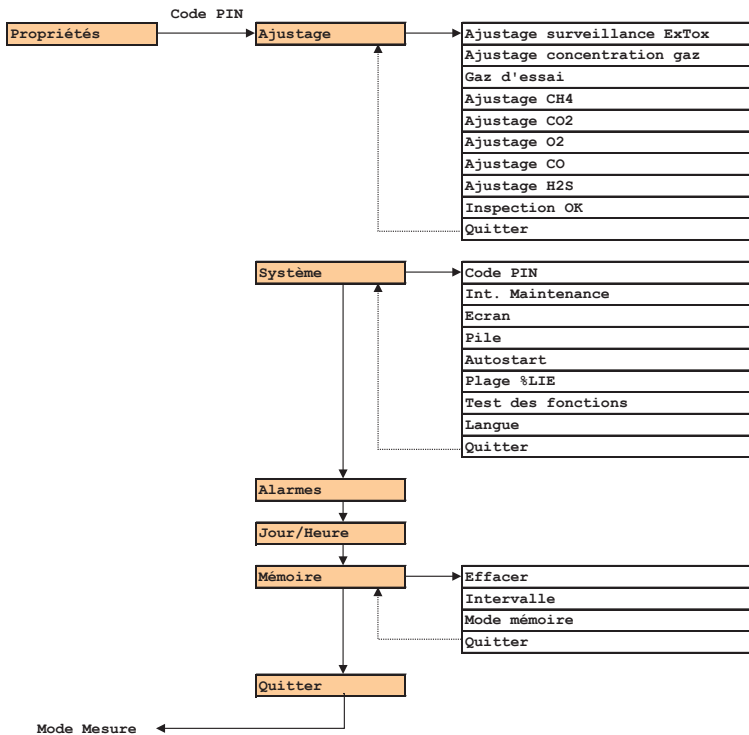 Code PIN
Propriétés
Ajustage
Ajustage surveillance ExTox
Ajustage concentration gaz
Gaz d'essai
Ajustage CH4
Ajustage CO2
Ajustage O2
Ajustage CO
Ajustage H2S
Inspection OK
Quitter
Système
Code PIN
Int. Maintenance
Ecran
Pile
Autostart
Plage %LIE
Test des fonctions
Langue
Quitter
Alarmes
Jour/Heure
Mémoire
Effacer
Intervalle
Mode mémoire
Quitter
Quitter
Mode Mesure